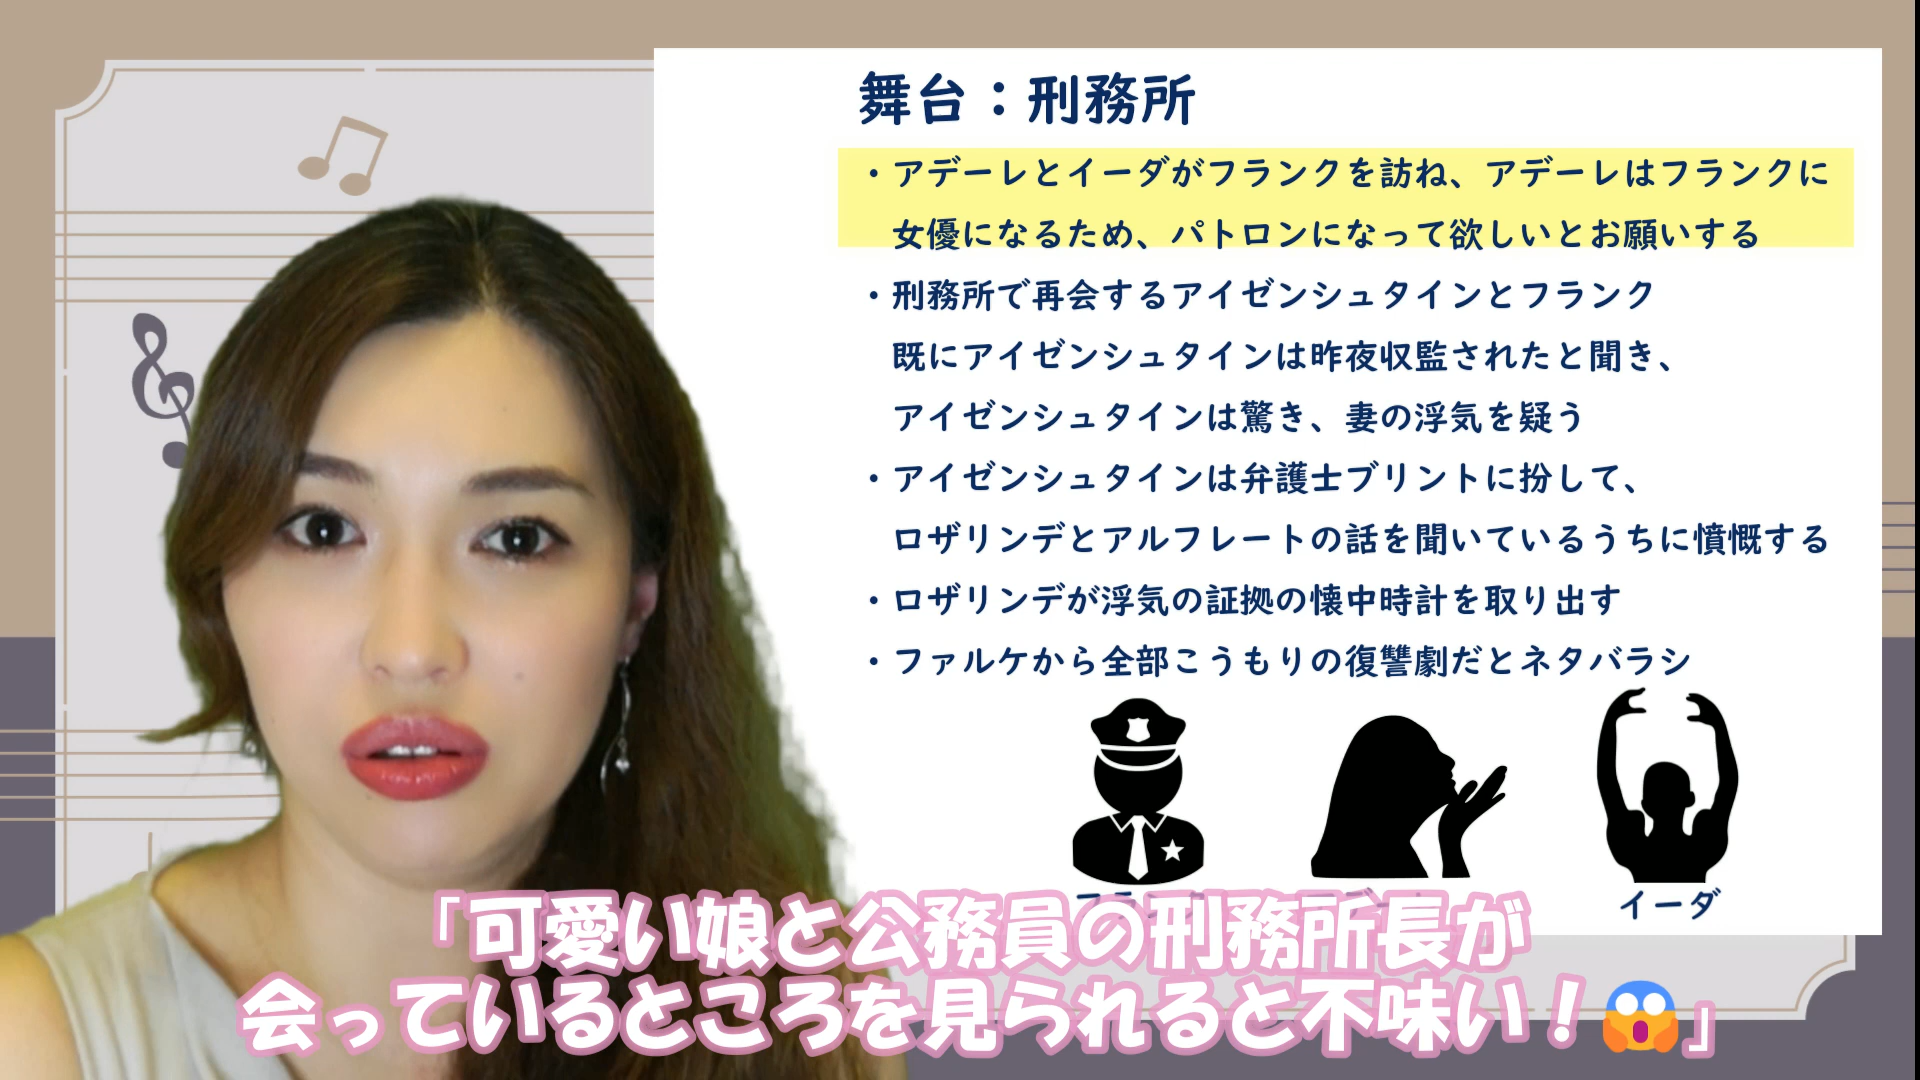 舞台：刑務所
・アデーレとイーダがフランクを訪ね、アデーレはフランクに
女優になるため、パトロンになって欲しいとお願いする
・刑務所で再会するアイゼンシュタインとフランク
既にアイゼンシュタインは昨夜収監されたと聞き、
アイゼンシュタインは驚き、妻の浮気を疑う
・アイゼンシュタインは弁護士ブリントに扮して、
ロザリンデとアルフレートの話を聞いているうちに憤慨する
・ロザリンデが浮気の証拠の懐中時計を取り出す
・ファルケから全部こうもりの復讐劇だとネタバラシ
イーダ
「可愛い娘と公務員の刑務所長が
会っているところを見られると不味い！😱」